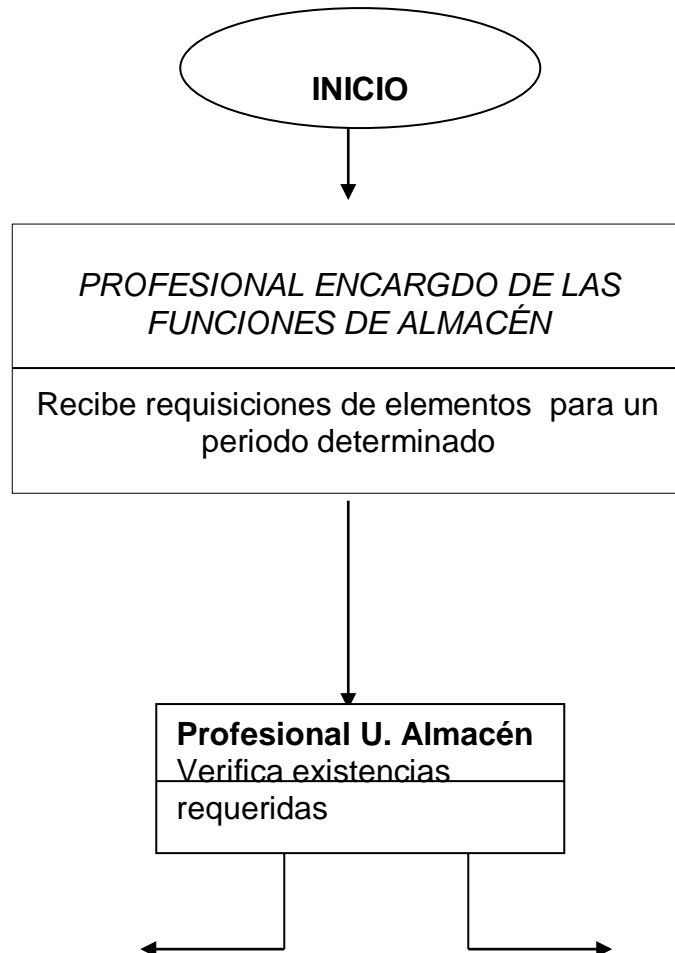 INICIO
PROFESIONAL ENCARGDO DE LAS
FUNCIONES DE ALMACÉN
Recibe requisiciones de elementos para un
periodo determinado
Profesional U. Almacén
Verifica existencias
requeridas